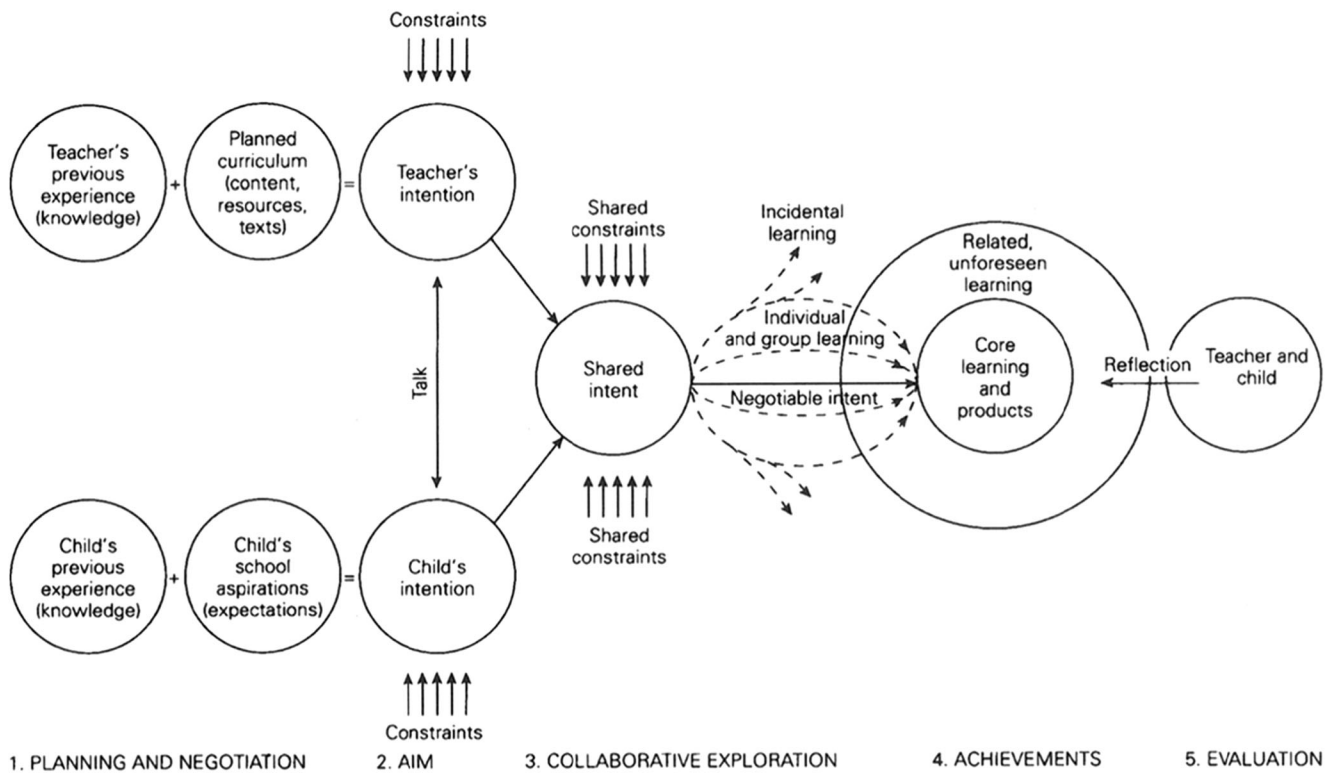 Constraints
Teacher's
previous
experience
(knowledge)
+
Planned
curriculum
(content,
resources,
texts)
=
Teacher's
intention
Shared
constraints
Incidental
learning
Related,
unforeseen
learning
Individual
and group learning
Talk
Shared
intent
Negotiable intent
Core
learning
and
products
Reflection
Teacher and
child
Shared
constraints
Child's
previous
experience
(knowledge)
+
Child's
school
aspirations
(expectations)
=
Child's
intention
Constraints
1. PLANNING AND NEGOTIATION
2. AIM
3. COLLABORATIVE EXPLORATION
4. ACHIEVEMENTS
5. EVALUATION